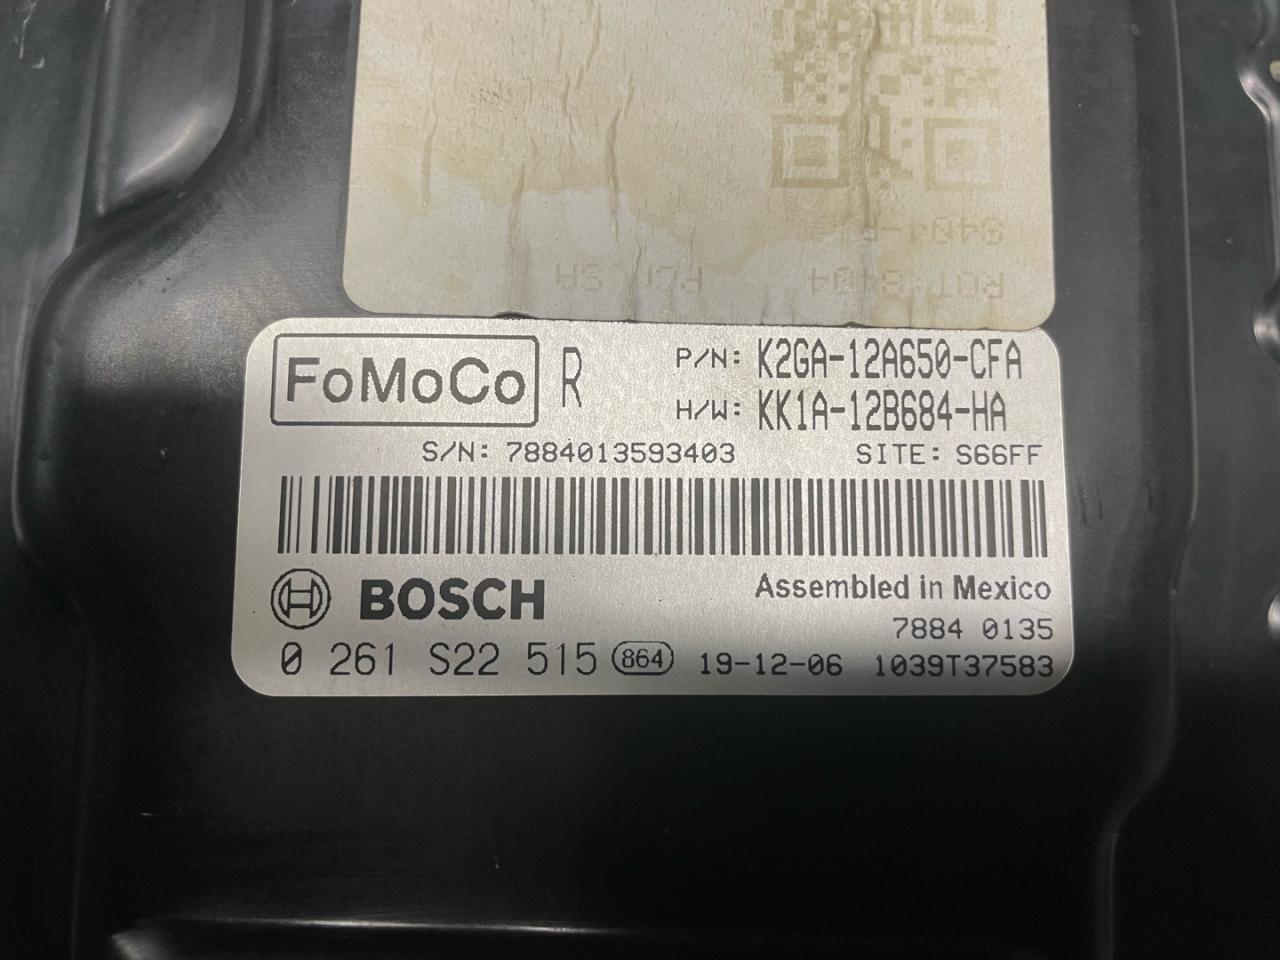 FoMoCo R P/N: K2GA-12A650-CFA
H/W: KK1A-12B684-HA
S/N: 7884013593403 SITE: S66FF
BOSCH Assembled in Mexico
7884 0135
0 261 S22 515 864 19-12-06 1039T37583